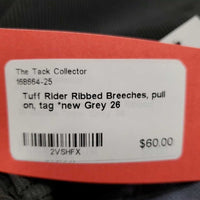 The Tack Collector
168664-25
Tuff Rider Ribbed Breeches, pull
on, tag *new Grey 26
$60.00
2VSHFX